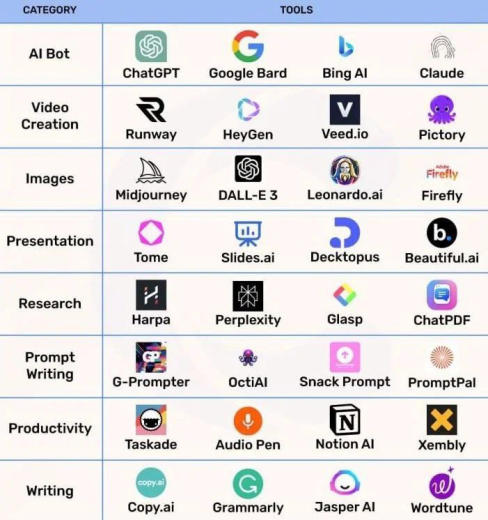 CATEGORY TOOLS
AI Bot
ChatGPT Google Bard Bing AI Claude
Video
Creation
V
Runway HeyGen Veed.io Pictory
Images
Adobe
Firefly
Midjourney DALL-E 3 Leonardo.ai Firefly
Presentation
b.
Tome Slides.ai Decktopus Beautiful.ai
Research
Harpa Perplexity Glasp ChatPDF
Prompt
Writing
GP
G-Prompter OctiAI Snack Prompt PromptPal
Productivity
N
Taskade Audio Pen Notion AI Xembly
Writing
copy.ai
Copy.ai Grammarly Jasper AI Wordtune